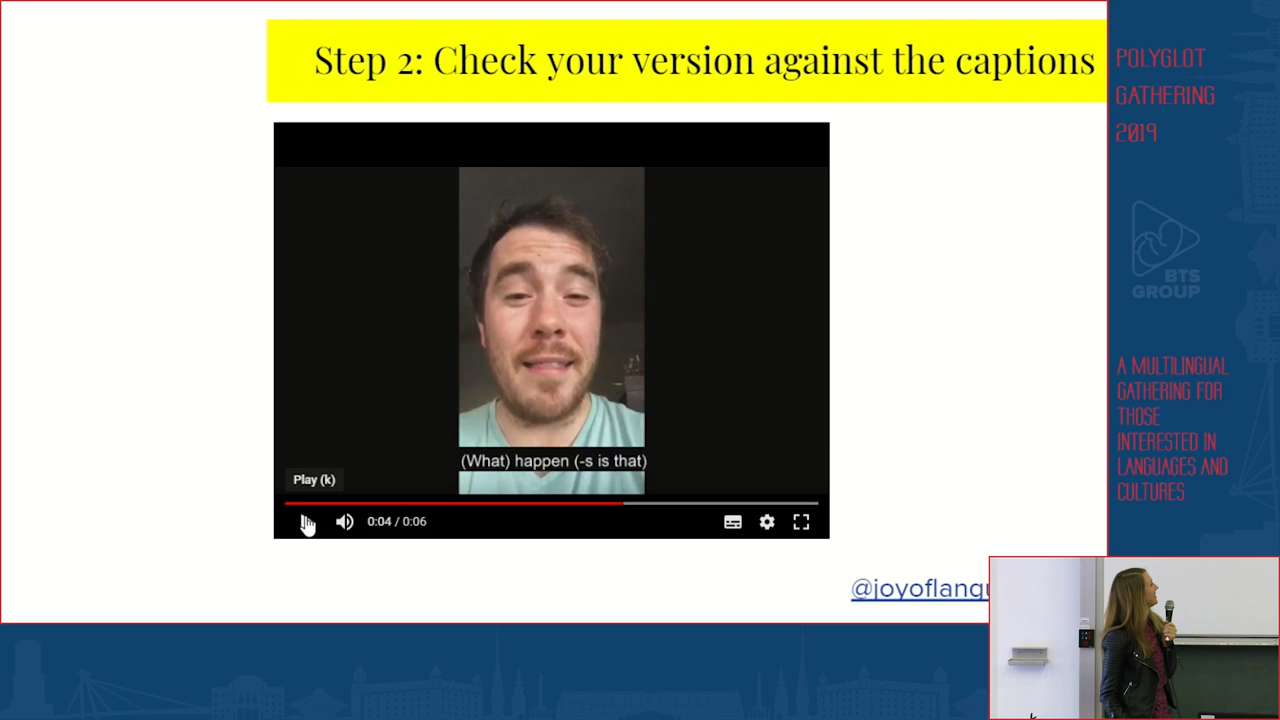 Step 2: Check your version against the captions
POLYGLOT
GATHERING
2019
BTS
GROUP
(What) happen (-s is that)
Play (k)
0:04 / 0:06
A MULTILINGUAL
GATHERING FOR
THOSE
INTERESTED IN
LANGUAGES AND
CULTURES